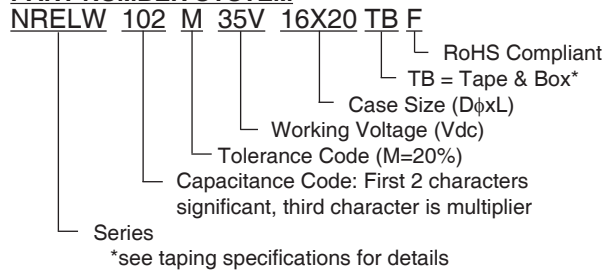 PART NUMBER SYSTEM
NRELW 102 M 35V 16X20 TB F
RoHS Compliant
TB = Tape & Box*
Case Size (DϕxL)
Working Voltage (Vdc)
Tolerance Code (M=20%)
Capacitance Code: First 2 characters
significant, third character is multiplier
Series
*see taping specifications for details